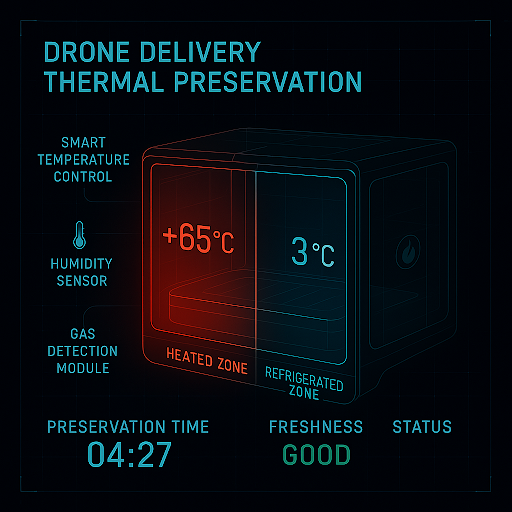 DRONE DELIVERY
THERMAL PRESERVATION
SMART
TEMPERATURE
CONTROL
HUMIDITY
SENSOR
GAS
DETECTION
MODULE
+65°C
3°C
HEATED ZONE
REFRIGERATED
ZONE
PRESERVATION TIME
04:27
FRESHNESS
GOOD
STATUS